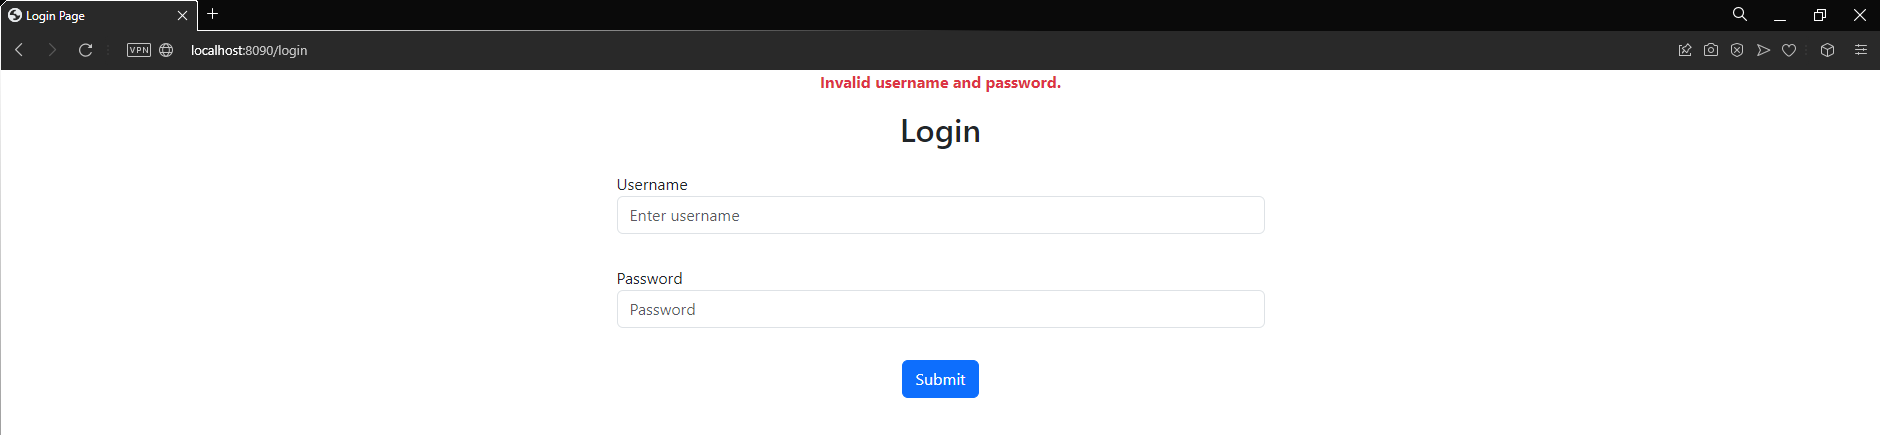 Login Page
VPN localhost:8090/login
Invalid username and password.
Login
Username
Enter username
Password
Password
Submit